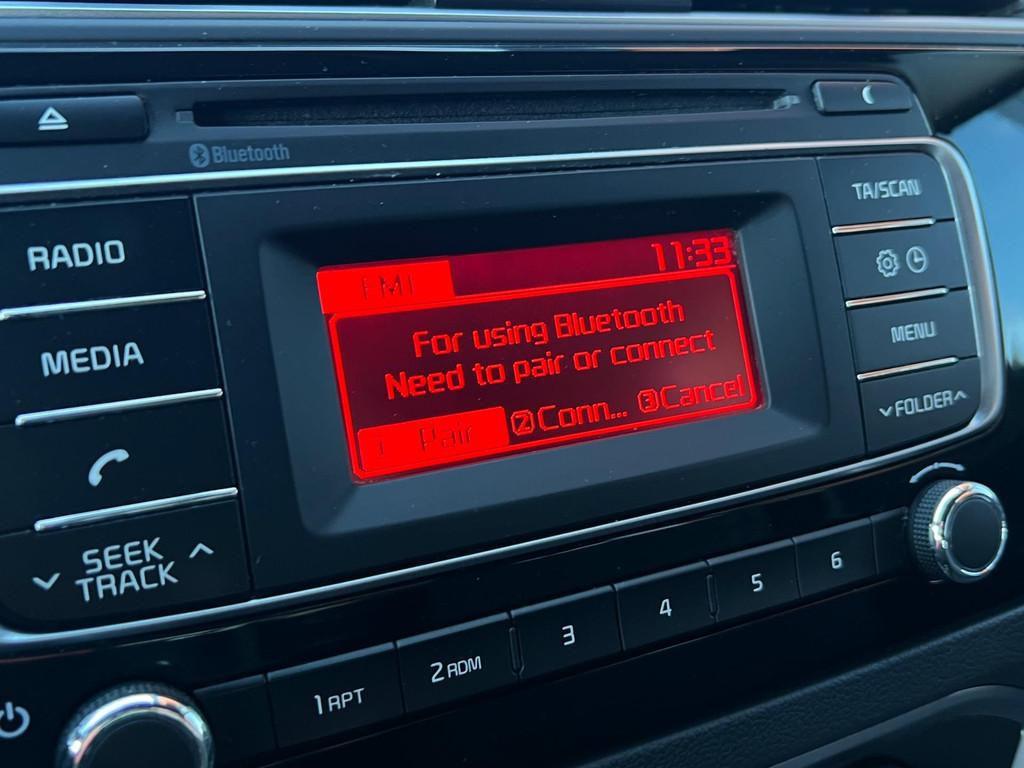 Bluetooth
RADIO
MEDIA
SEEK
TRACK
FM1
11:33
For using Bluetooth
Need to pair or connect
1 Pair
2 Conn...
3 Cancel
TA/SCAN
MENU
FOLDER
1 RPT
2 RDM
3
4
5
6